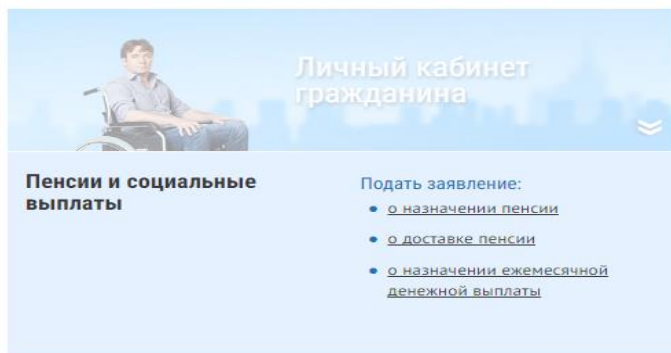 Личный кабинет
гражданина
Пенсии и социальные
выплаты
Подать заявление:
о назначении пенсии
о доставке пенсии
о назначении ежемесячной
денежной выплаты